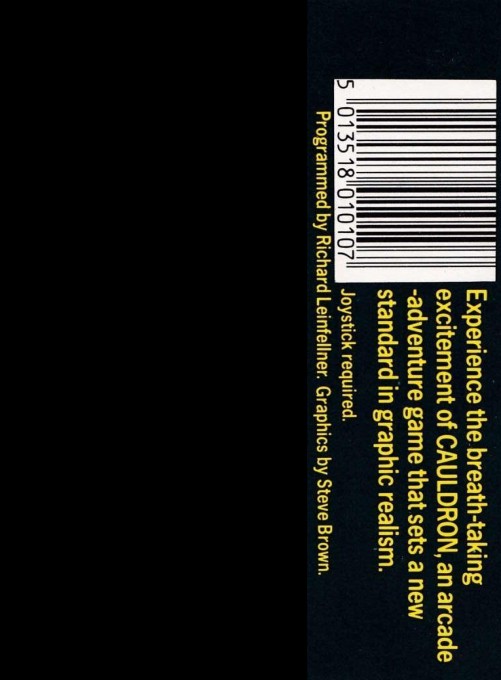 Experience the breath-taking
excitement of CAULDRON, an arcade
-adventure game that sets a new
standard in graphic realism.
Joystick required.
5 013518 010107
Programmed by Richard Leinfellner. Graphics by Steve Brown.